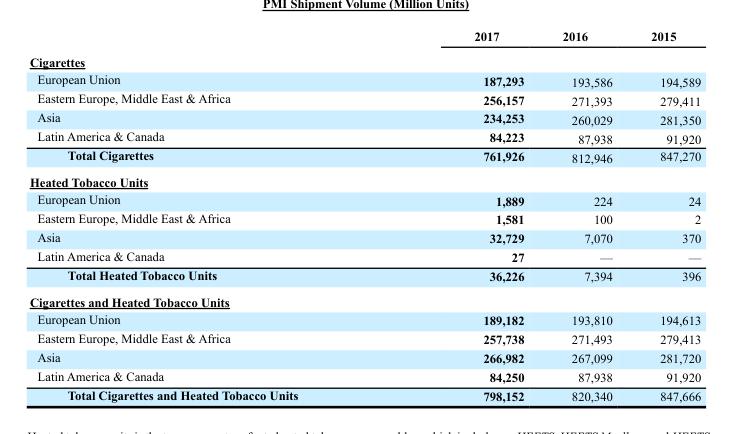 PMI Shipment Volume (Million Units)
2017 2016 2015
Cigarettes
European Union 187,293 193,586 194,589
Eastern Europe, Middle East & Africa 256,157 271,393 279,411
Asia 234,253 260,029 281,350
Latin America & Canada 84,223 87,938 91,920
Total Cigarettes 761,926 812,946 847,270
Heated Tobacco Units
European Union 1,889 224 24
Eastern Europe, Middle East & Africa 1,581 100 2
Asia 32,729 7,070 370
Latin America & Canada 27 — —
Total Heated Tobacco Units 36,226 7,394 396
Cigarettes and Heated Tobacco Units
European Union 189,182 193,810 194,613
Eastern Europe, Middle East & Africa 257,738 271,493 279,413
Asia 266,982 267,099 281,720
Latin America & Canada 84,250 87,938 91,920
Total Cigarettes and Heated Tobacco Units 798,152 820,340 847,666